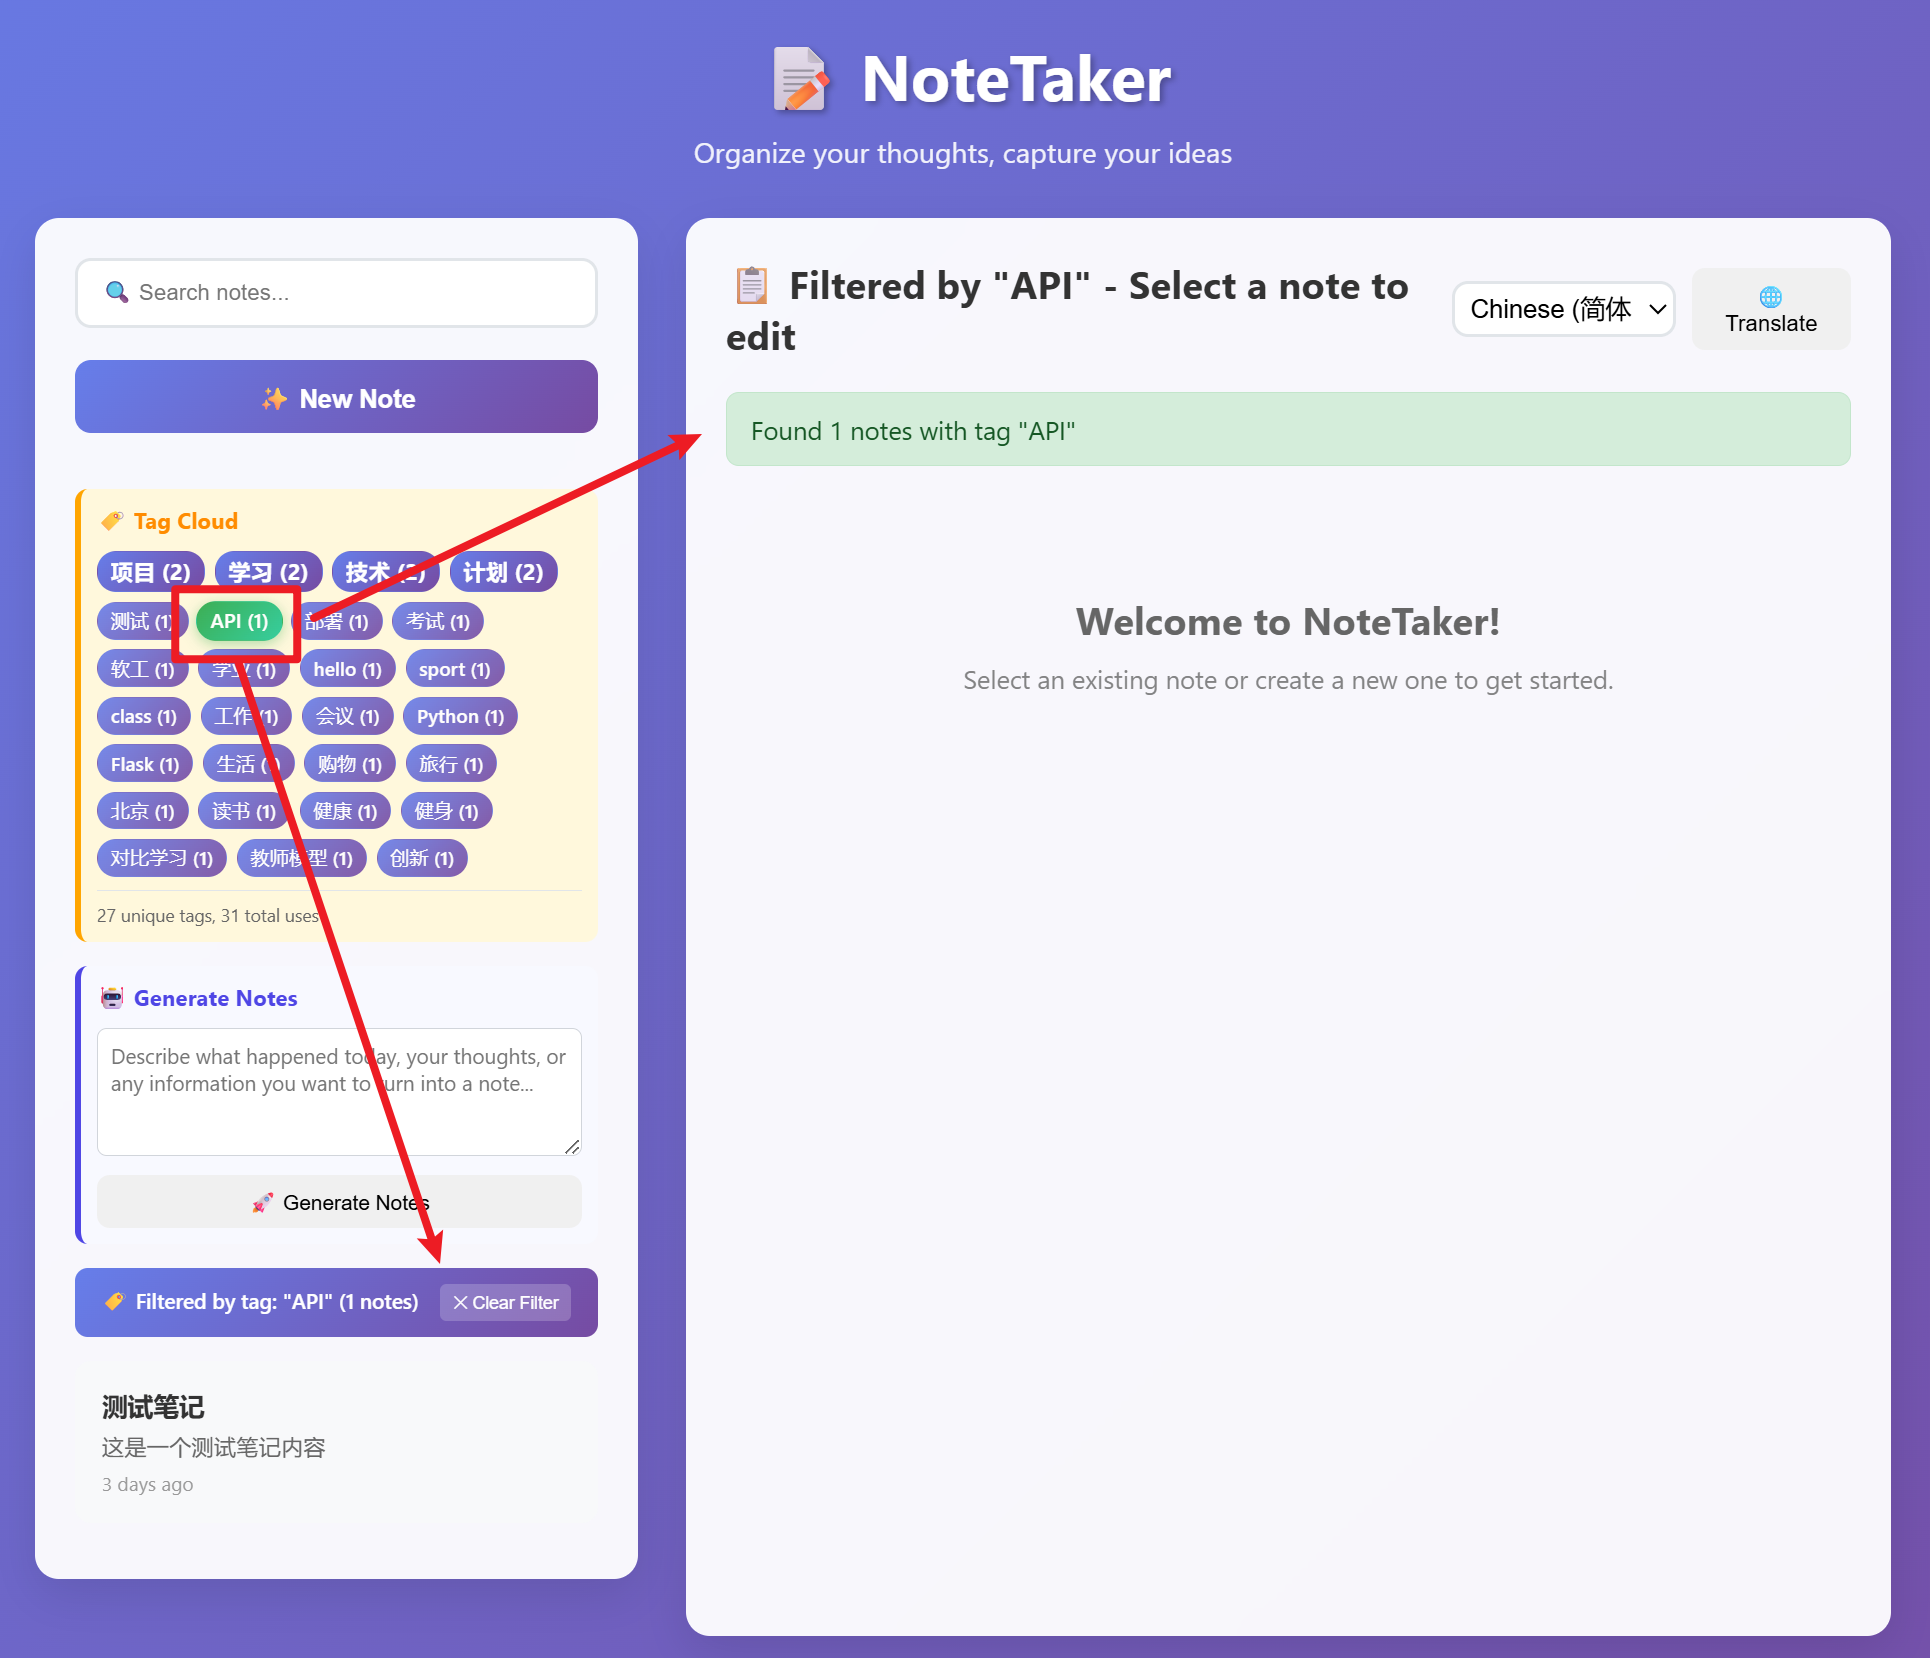 NoteTaker
Organize your thoughts, capture your ideas
Search notes...
New Note
Tag Cloud
项目 (2) 学习 (2) 技术 (2) 计划 (2)
测试 (1) API (1) 部署 (1) 考试 (1)
软工 (1) 学业 (1) hello (1) sport (1)
class (1) 工作 (1) 会议 (1) Python (1)
Flask (1) 生活 (1) 购物 (1) 旅行 (1)
北京 (1) 读书 (1) 健康 (1) 健身 (1)
对比学习 (1) 教师模型 (1) 创新 (1)
27 unique tags, 31 total uses
Generate Notes
Describe what happened today, your thoughts, or
any information you want to turn into a note...
Generate Notes
Filtered by tag: "API" (1 notes) × Clear Filter
测试笔记
这是一个测试笔记内容
3 days ago
Filtered by "API" - Select a note to
edit
Chinese (简体
Translate
Found 1 notes with tag "API"
Welcome to NoteTaker!
Select an existing note or create a new one to get started.